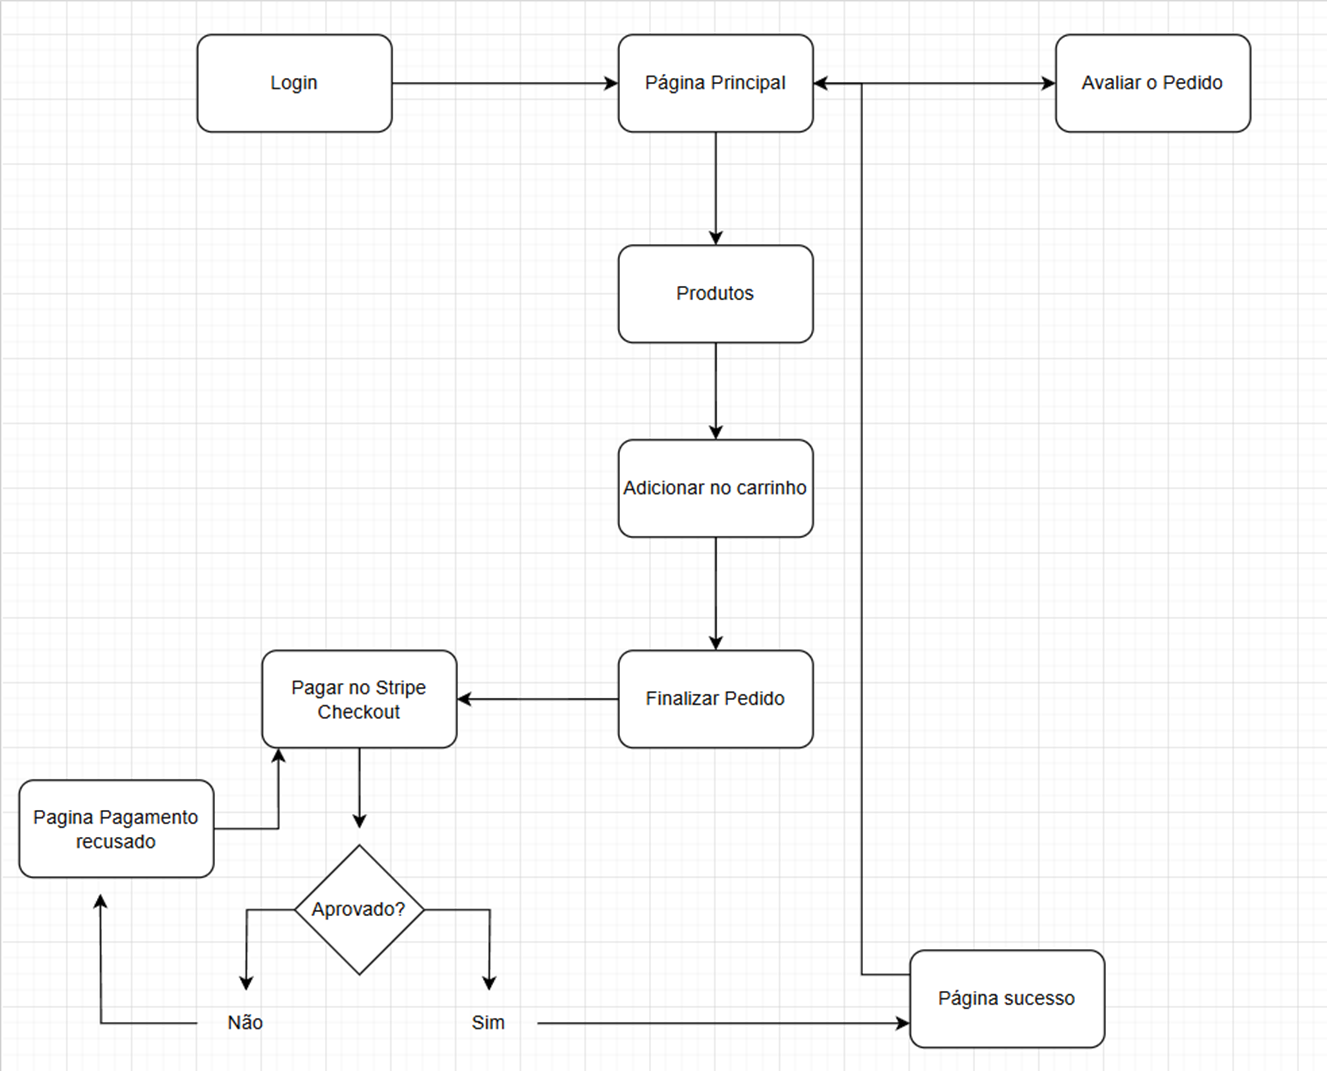 Login
Página Principal
Avaliar o Pedido
Produtos
Adicionar no carrinho
Pagar no Stripe
Checkout
Finalizar Pedido
Pagina Pagamento
recusado
Aprovado?
Não
Sim
Página sucesso